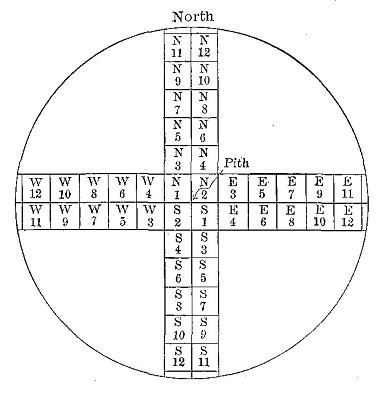 North
N N
11 12
N N
9 10
N N
7 8
N N
5 6
N N
3 4
Pith
W W W W W N N E E E E E
12 10 8 6 4 1 2 3 5 7 9 11
W W W W W S S E E E E E
11 9 7 5 3 2 1 4 6 8 10 12
S S
4 3
S S
6 5
S S
8 7
S S
10 9
S S
12 11